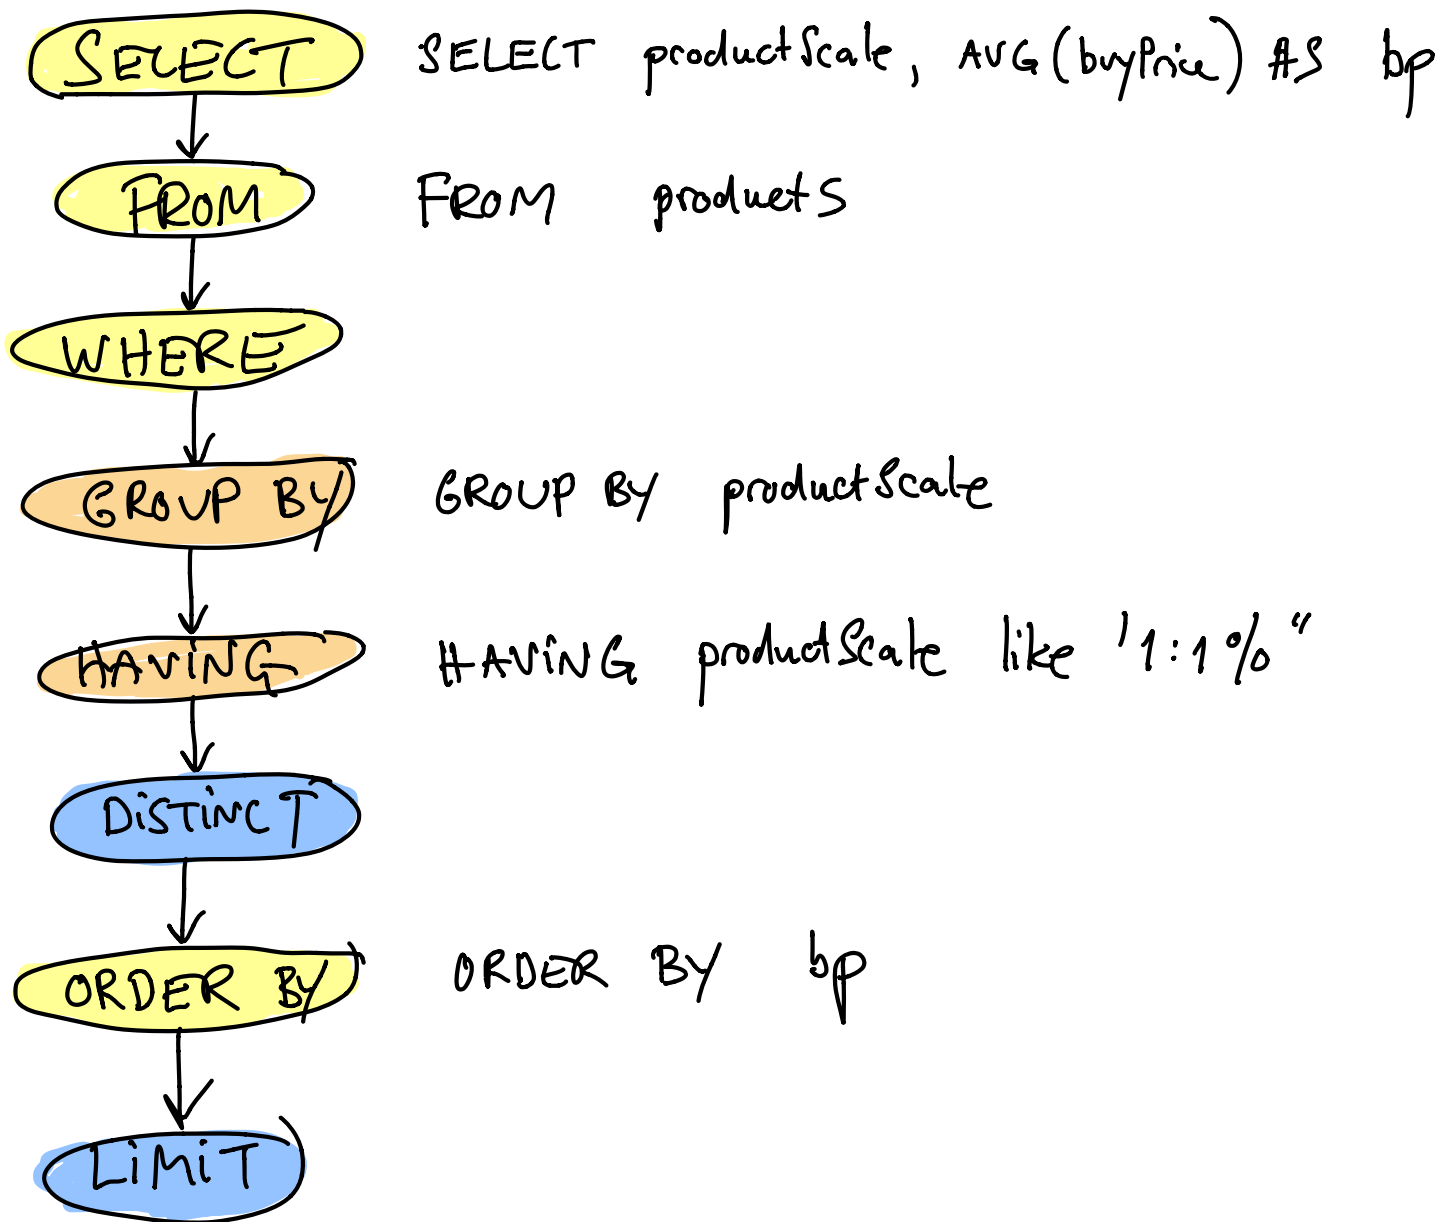 SELECT SELECT productScale, AVG(buyPrice) AS bp
FROM FROM products
WHERE
GROUP BY GROUP BY productScale
HAViNG HAViNG productScale like '1:1%"
DiSTiNCT
ORDER BY ORDER BY bp
LiMiT